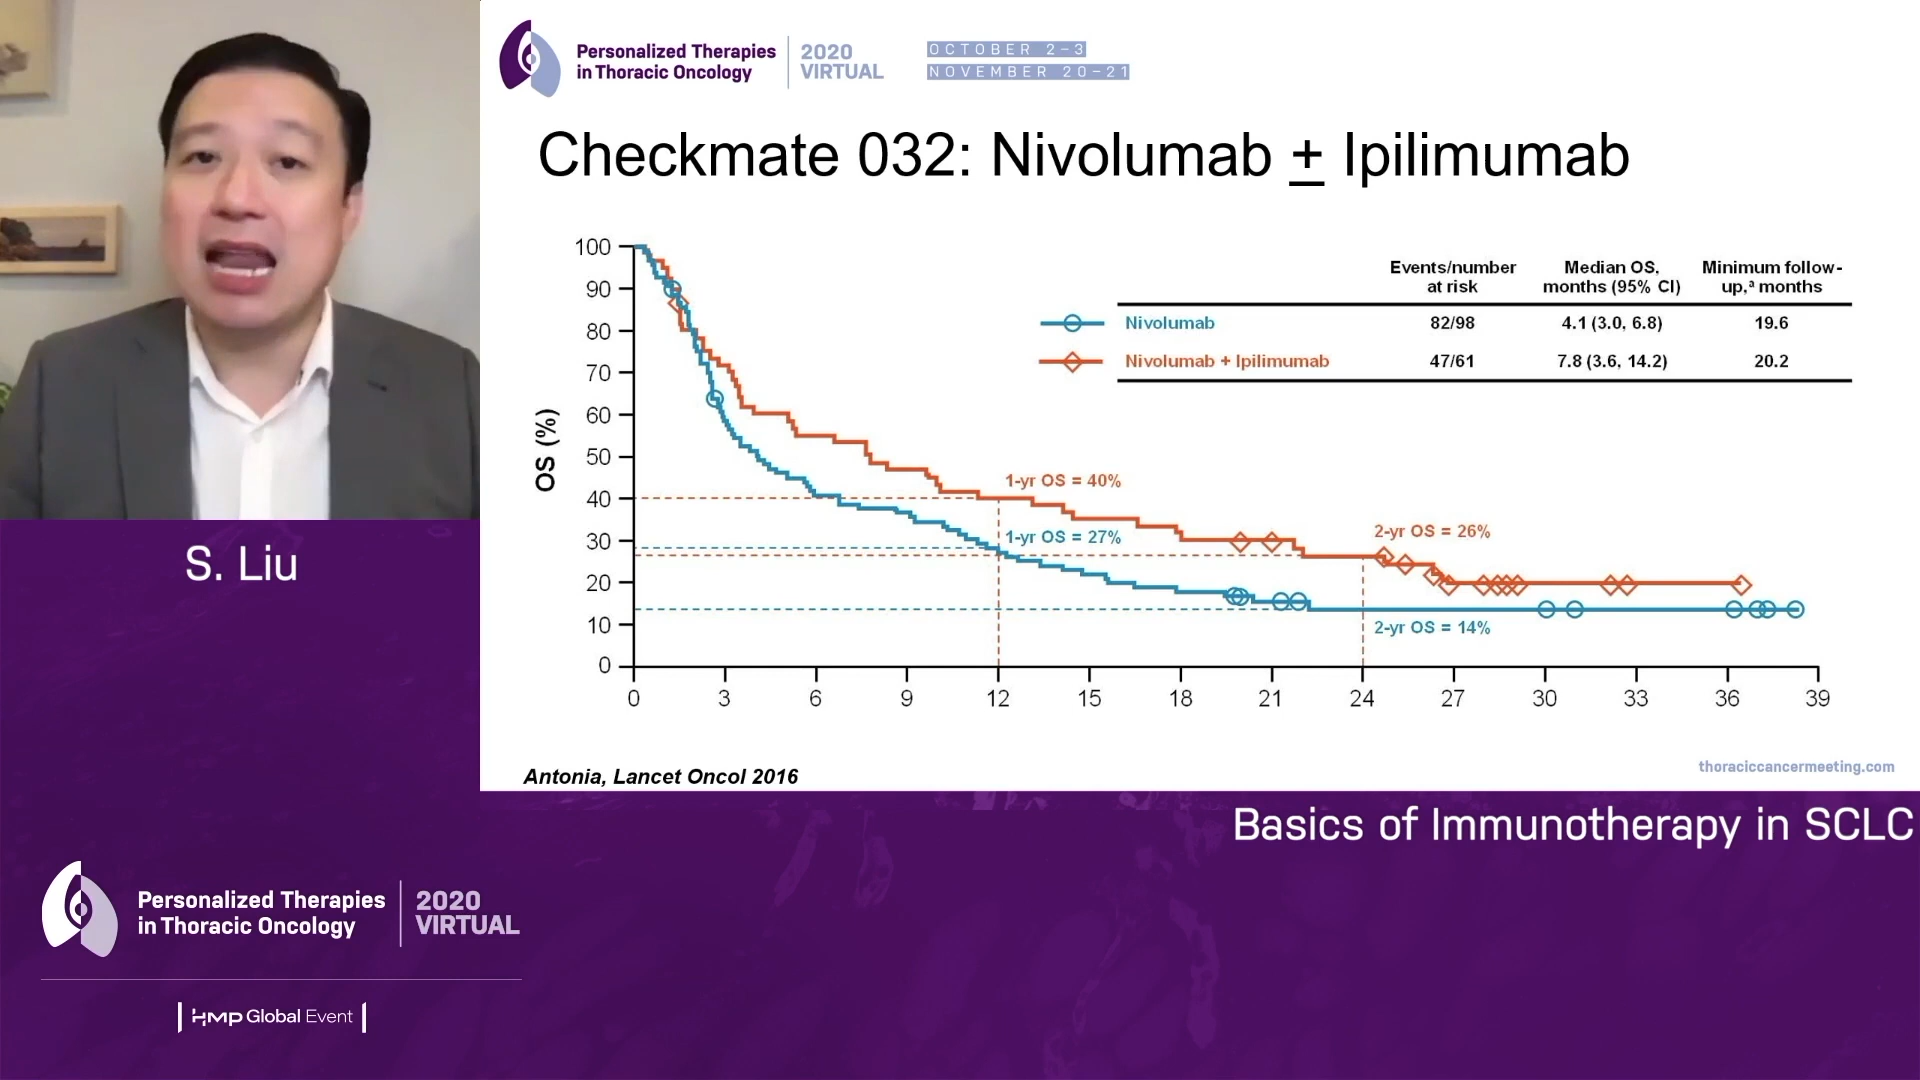 Personalized Therapies
in Thoracic Oncology
2020
VIRTUAL
OCTOBER 2–3
NOVEMBER 20–21
Checkmate 032: Nivolumab ± Ipilimumab
100
90
80
70
60
50
40
30
20
10
0
OS (%)
Events/number
at risk
Median OS,
months (95% CI)
Minimum follow-
up,ª months
Nivolumab 82/98 4.1 (3.0, 6.8) 19.6
Nivolumab + Ipilimumab 47/61 7.8 (3.6, 14.2) 20.2
1-yr OS = 40%
1-yr OS = 27%
2-yr OS = 26%
2-yr OS = 14%
0 3 6 9 12 15 18 21 24 27 30 33 36 39
Antonia, Lancet Oncol 2016
thoraciccancermeeting.com
S. Liu
Basics of Immunotherapy in SCLC
Personalized Therapies
in Thoracic Oncology
2020
VIRTUAL
HMP Global Event